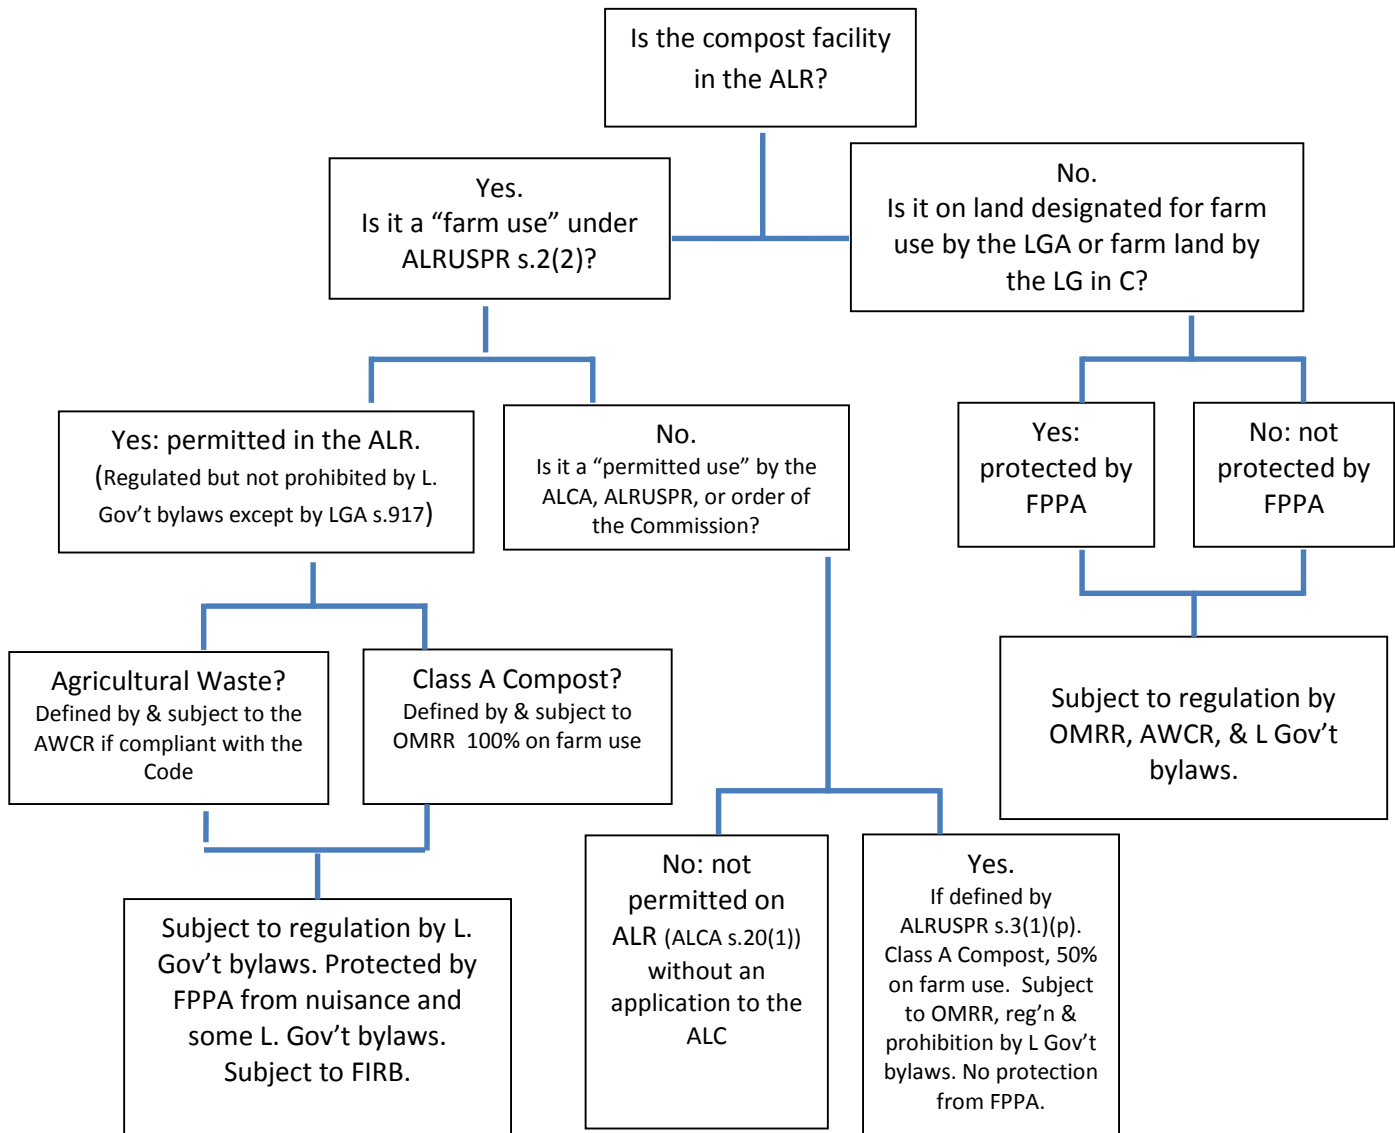 Is the compost facility
in the ALR?
Yes.
Is it a “farm use” under
ALRUSPR s.2(2)?
No.
Is it on land designated for farm
use by the LGA or farm land by
the LG in C?
Yes: permitted in the ALR.
(Regulated but not prohibited by L.
Gov’t bylaws except by LGA s.917)
No.
Is it a “permitted use” by the
ALCA, ALRUSPR, or order of
the Commission?
Yes:
protected by
FPPA
No: not
protected by
FPPA
Agricultural Waste?
Defined by & subject to the
AWCR if compliant with the
Code
Class A Compost?
Defined by & subject to
OMRR 100% on farm use
Subject to regulation by
OMRR, AWCR, & L Gov’t
bylaws.
Subject to regulation by L.
Gov’t bylaws. Protected by
FPPA from nuisance and
some L. Gov’t bylaws.
Subject to FIRB.
No: not
permitted on
ALR (ALCA s.20(1))
without an
application to the
ALC
Yes.
If defined by
ALRUSPR s.3(1)(p).
Class A Compost, 50%
on farm use. Subject
to OMRR, reg’n &
prohibition by L Gov’t
bylaws. No protection
from FPPA.